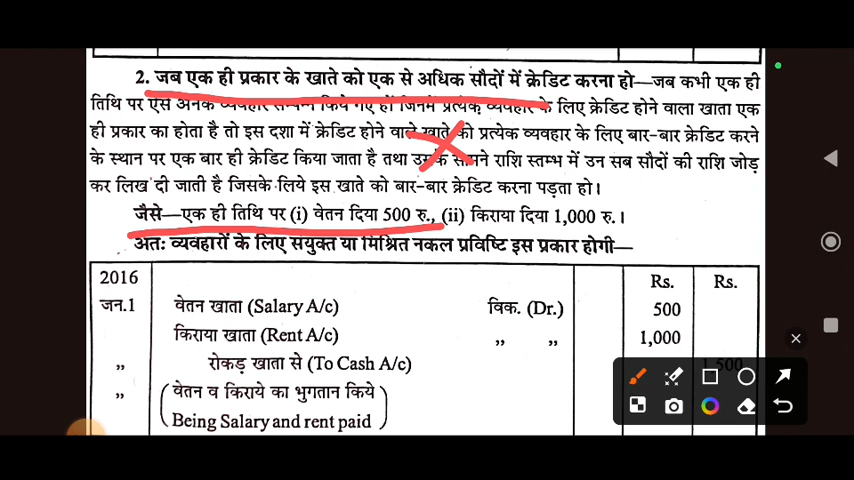 2. जब एक ही प्रकार के खाते को एक से अधिक सौदों में क्रेडिट करना हो—जब कभी एक ही
तिथि पर ऐसे अनेक व्यवहार सम्पन्न किये गए हों जिनमें प्रत्येक व्यवहार के लिए क्रेडिट होने वाला खाता एक
ही प्रकार का होता है तो इस दशा में क्रेडिट होने वाले खाते को प्रत्येक व्यवहार के लिए बार-बार क्रेडिट करने
के स्थान पर एक बार ही क्रेडिट किया जाता है तथा उसके सामने राशि स्तम्भ में उन सब सौदों की राशि जोड़
कर लिख दी जाती है जिसके लिये इस खाते को बार-बार क्रेडिट करना पड़ता हो।
जैसे—एक ही तिथि पर (i) वेतन दिया 500 रु., (ii) किराया दिया 1,000 रु.।
अतः व्यवहारों के लिए संयुक्त या मिश्रित नकल प्रविष्टि इस प्रकार होगी—
2016 Rs. Rs.
जन.1 वेतन खाता (Salary A/c) विक. (Dr.) 500
किराया खाता (Rent A/c) ,, ,, 1,000
,, रोकड़ खाता से (To Cash A/c) 1,500
,, वेतन व किराये का भुगतान किये
Being Salary and rent paid